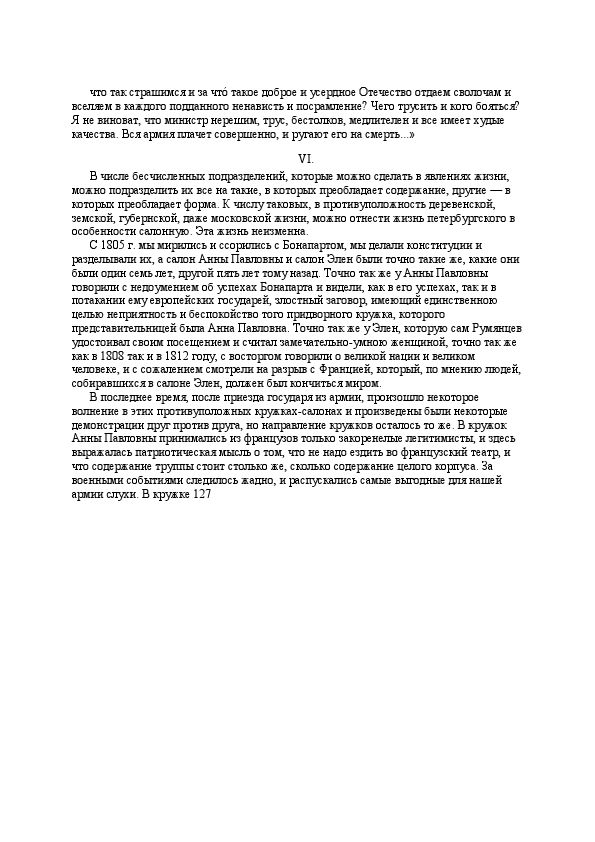 что так страшимся и за что́ такое доброе и усердное Отечество отдаем сволочам и
вселяем в каждого подданного ненависть и посрамление? Чего трусить и кого бояться?
Я не виноват, что министр нерешим, трус, бестолков, медлителен и все имеет худые
качества. Вся армия плачет совершенно, и ругают его на смерть...»
VI.
В числе бесчисленных подразделений, которые можно сделать в явлениях жизни,
можно подразделить их все на такие, в которых преобладает содержание, другие — в
которых преобладает форма. К числу таковых, в противуположность деревенской,
земской, губернской, даже московской жизни, можно отнести жизнь петербургского в
особенности салонную. Эта жизнь неизменна.
С 1805 г. мы мирились и ссорились с Бонапартом, мы делали конституции и
разделывали их, а салон Анны Павловны и салон Элен были точно такие же, какие они
были один семь лет, другой пять лет тому назад. Точно так же у Анны Павловны
говорили с недоумением об успехах Бонапарта и видели, как в его успехах, так и в
потакании ему европейских государей, злостный заговор, имеющий единственною
целью неприятность и беспокойство того придворного кружка, которого
представительницей была Анна Павловна. Точно так же у Элен, которую сам Румянцев
удостоивал своим посещением и считал замечательно-умною женщиной, точно так же
как в 1808 так и в 1812 году, с восторгом говорили о великой нации и великом
человеке, и с сожалением смотрели на разрыв с Францией, который, по мнению людей,
собиравшихся в салоне Элен, должен был кончиться миром.
В последнее время, после приезда государя из армии, произошло некоторое
волнение в этих противуположных кружках-салонах и произведены были некоторые
демонстрации друг против друга, но направление кружков осталось то же. В кружок
Анны Павловны принимались из французов только закоренелые легитимисты, и здесь
выражалась патриотическая мысль о том, что не надо ездить во французский театр, и
что содержание труппы стоит столько же, сколько содержание целого корпуса. За
военными событиями следилось жадно, и распускались самые выгодные для нашей
армии слухи. В кружке 127